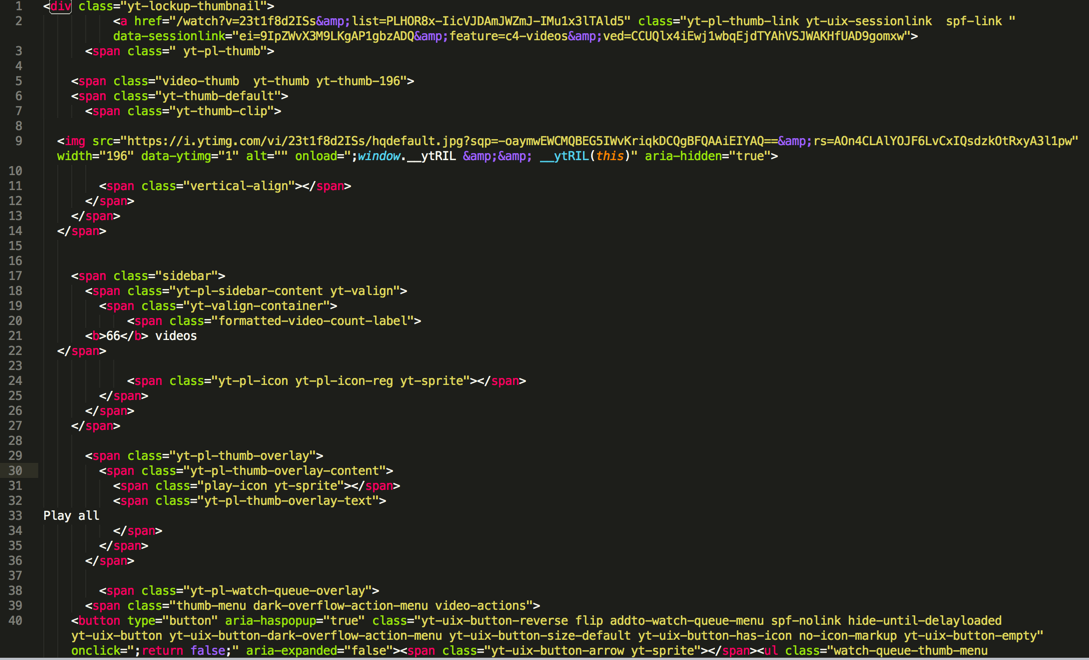 1 <div class="yt-lockup-thumbnail">
2 <a href="/watch?v=23t1f8d2ISs&amp;list=PLHOR8x-IicVJDAmJWZmJ-IMu1x3lTAld5" class="yt-pl-thumb-link yt-uix-sessionlink  spf-link "
data-sessionlink="ei=9IpZWvX3M9LKgAP1gbzADQ&amp;feature=c4-videos&amp;ved=CCUQlx4iEwj1wbqEjdTYAhVSJWAKHfUAD9gomxw">
3 <span class=" yt-pl-thumb">
4
5 <span class="video-thumb  yt-thumb yt-thumb-196">
6 <span class="yt-thumb-default">
7 <span class="yt-thumb-clip">
8
9 <img src="https://i.ytimg.com/vi/23t1f8d2ISs/hqdefault.jpg?sqp=-oaymwEWCMQBEG5IWvKriqkDCQgBFQAAiEIYAQ==&amp;rs=AOn4CLAlYOJF6LvCxIQsdzkOtRxyA3l1pw"
width="196" data-ytimg="1" alt="" onload=";window.__ytRIL &amp;&amp; __ytRIL(this)" aria-hidden="true">
10
11 <span class="vertical-align"></span>
12 </span>
13 </span>
14 </span>
15
16
17 <span class="sidebar">
18 <span class="yt-pl-sidebar-content yt-valign">
19 <span class="yt-valign-container">
20 <span class="formatted-video-count-label">
21 <b>66</b> videos
22 </span>
23
24 <span class="yt-pl-icon yt-pl-icon-reg yt-sprite"></span>
25 </span>
26 </span>
27 </span>
28
29 <span class="yt-pl-thumb-overlay">
30 <span class="yt-pl-thumb-overlay-content">
31 <span class="play-icon yt-sprite"></span>
32 <span class="yt-pl-thumb-overlay-text">
33 Play all
34 </span>
35 </span>
36 </span>
37
38 <span class="yt-pl-watch-queue-overlay">
39 <span class="thumb-menu dark-overflow-action-menu video-actions">
40 <button type="button" aria-haspopup="true" class="yt-uix-button-reverse flip addto-watch-queue-menu spf-nolink hide-until-delayloaded
yt-uix-button yt-uix-button-dark-overflow-action-menu yt-uix-button-size-default yt-uix-button-has-icon no-icon-markup yt-uix-button-empty"
onclick=";return false;" aria-expanded="false"><span class="yt-uix-button-arrow yt-sprite"></span><ul class="watch-queue-thumb-menu